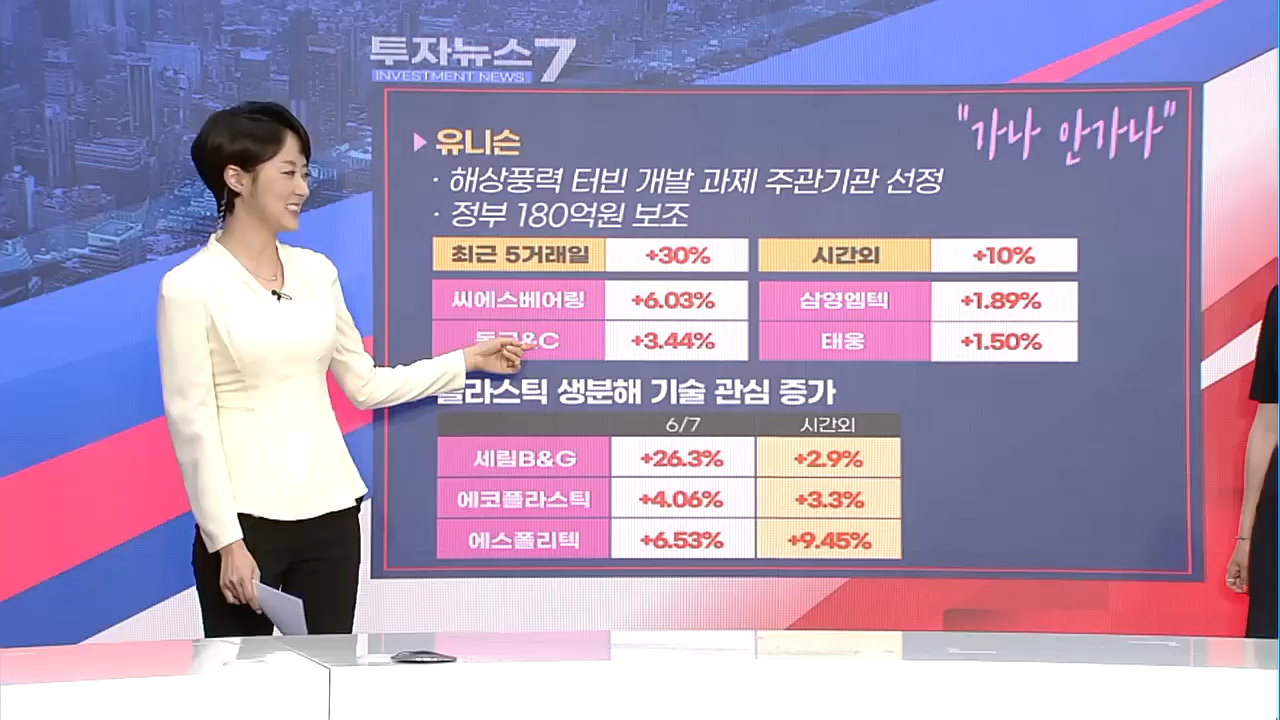 투자뉴스7
INVESTMENT NEWS
"가나 안가나"
유니슨
· 해상풍력 터빈 개발 과제 주관기관 선정
· 정부 180억원 보조
최근 5거래일 +30% 시간외 +10%
씨에스베어링 +6.03% 삼영엠텍 +1.89%
&C +3.44% 태웅 +1.50%
생분해 기술 관심 증가
6/7 시간외
세림B&G +26.3% +2.9%
에코플라스틱 +4.06% +3.3%
에스폴리텍 +6.53% +9.45%